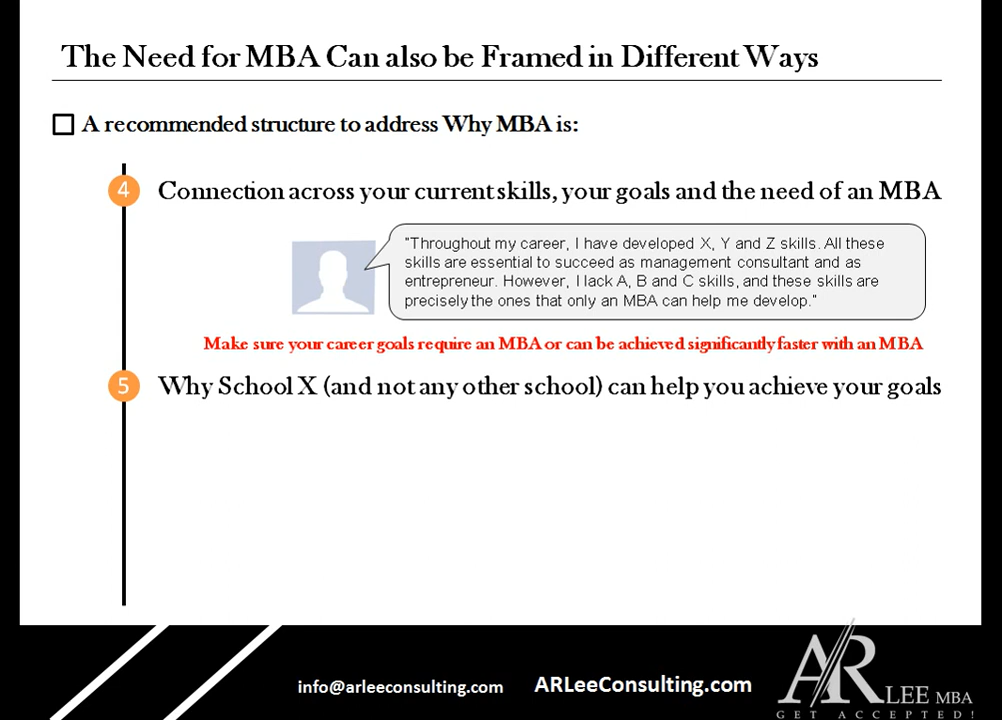 The Need for MBA Can also be Framed in Different Ways
A recommended structure to address Why MBA is:
4 Connection across your current skills, your goals and the need of an MBA
"Throughout my career, I have developed X, Y and Z skills. All these
skills are essential to succeed as management consultant and as
entrepreneur. However, I lack A, B and C skills, and these skills are
precisely the ones that only an MBA can help me develop."
Make sure your career goals require an MBA or can be achieved significantly faster with an MBA
5 Why School X (and not any other school) can help you achieve your goals
info@arleeconsulting.com ARLeeConsulting.com
AR LEE MBA
GET ACCEPTED!